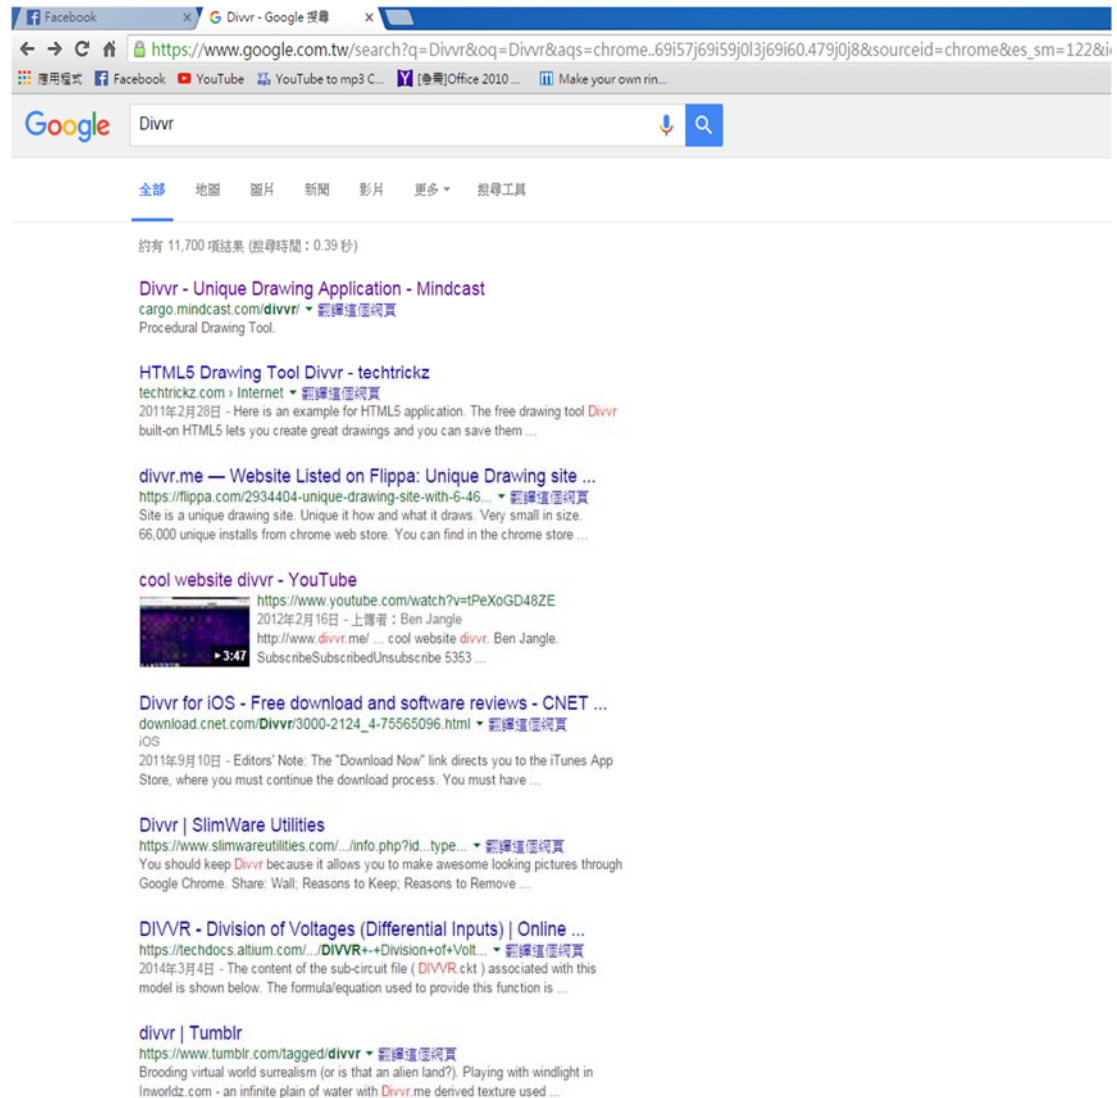 Facebook
Divvr - Google 搜尋
https://www.google.com.tw/search?q=Divvr&oq=Divvr&aqs=chrome..69i57j69i59j0l3j69i60.479j0j8&sourceid=chrome&es_sm=122&i
應用程式 Facebook YouTube YouTube to mp3 C... [急需]Office 2010 ... Make your own rin...
Google Divvr
全部 地圖 圖片 新聞 影片 更多 搜尋工具
約有 11,700 項結果 (搜尋時間：0.39 秒)
Divvr - Unique Drawing Application - Mindcast
cargo.mindcast.com/divvr/ 翻譯這個網頁
Procedural Drawing Tool.
HTML5 Drawing Tool Divvr - techtrickz
techtrickz.com › Internet 翻譯這個網頁
2011年2月28日 - Here is an example for HTML5 application. The free drawing tool Divvr
built-on HTML5 lets you create great drawings and you can save them ...
divvr.me — Website Listed on Flippa: Unique Drawing site ...
https://flippa.com/2934404-unique-drawing-site-with-6-46... 翻譯這個網頁
Site is a unique drawing site. Unique it how and what it draws. Very small in size.
66,000 unique installs from chrome web store. You can find in the chrome store ...
cool website divvr - YouTube
https://www.youtube.com/watch?v=tPeXoGD48ZE
2012年2月16日 - 上傳者：Ben Jangle
http://www.divvr.me/ ... cool website divvr. Ben Jangle.
3:47 SubscribeSubscribedUnsubscribe 5353 ...
Divvr for iOS - Free download and software reviews - CNET ...
download.cnet.com/Divvr/3000-2124_4-75565096.html 翻譯這個網頁
iOS
2011年9月10日 - Editors' Note: The "Download Now" link directs you to the iTunes App
Store, where you must continue the download process. You must have ...
Divvr | SlimWare Utilities
https://www.slimwareutilities.com/.../info.php?id...type... 翻譯這個網頁
You should keep Divvr because it allows you to make awesome looking pictures through
Google Chrome. Share: Wall; Reasons to Keep; Reasons to Remove ...
DIVVR - Division of Voltages (Differential Inputs) | Online ...
https://techdocs.altium.com/.../DIVVR+-+Division+of+Volt... 翻譯這個網頁
2014年3月4日 - The content of the sub-circuit file ( DIVVR.ckt ) associated with this
model is shown below. The formula/equation used to provide this function is ...
divvr | Tumblr
https://www.tumblr.com/tagged/divvr 翻譯這個網頁
Brooding virtual world surrealism (or is that an alien land?). Playing with windlight in
Inworldz.com - an infinite plain of water with Divvr.me derived texture used ...